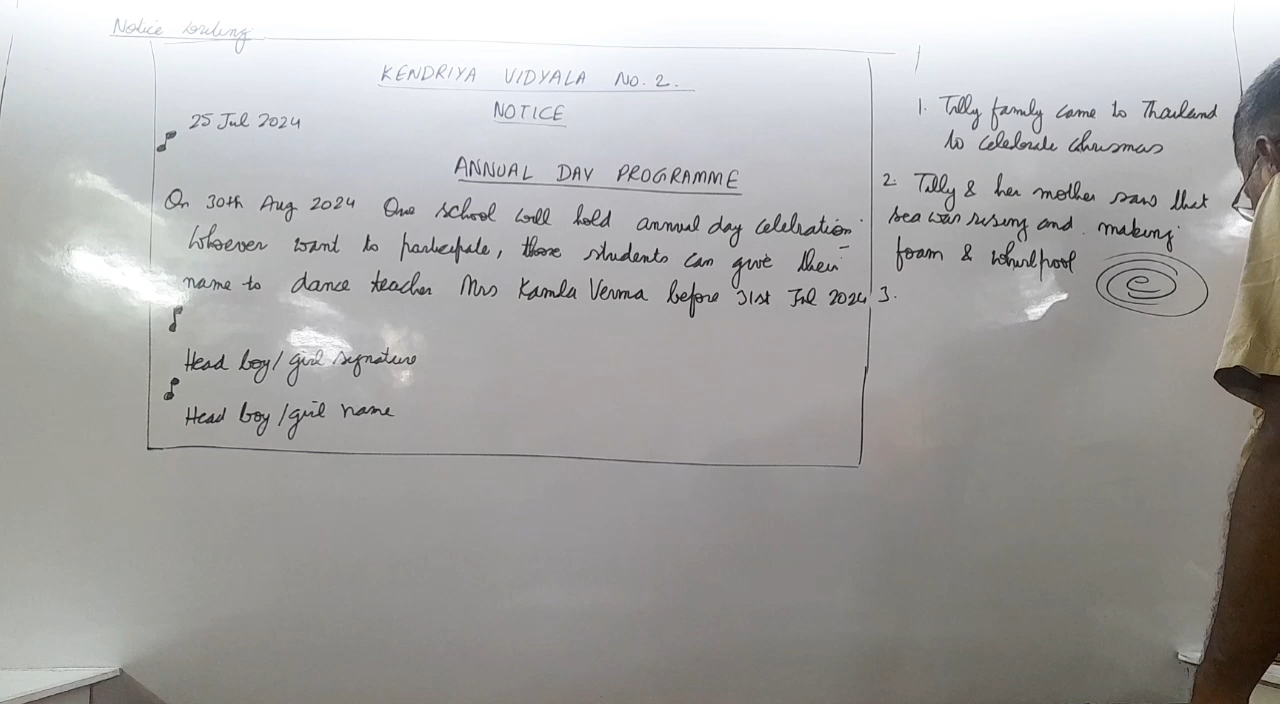 Notice writing
KENDRIYA VIDYALA No. 2.
NOTICE
25 Jul 2024
ANNUAL DAY PROGRAMME
On 30th Aug 2024 Our school will hold annual day celebration.
Whoever want to participate, those students can give their
name to dance teacher Mrs Kamla Verma before 31st Jul 2024
Head boy/ girl signature
Head boy /girl name
1. Tilly family came to Thailand
to celebrate chrismas
2. Tilly & her mother saw that
sea was rising and making
foam & whirlpool
3.